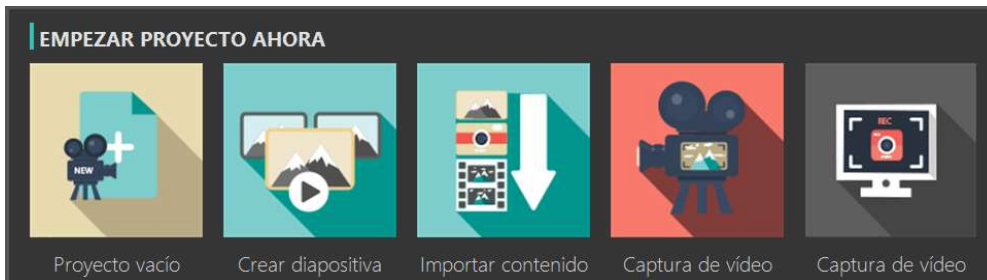 EMPEZAR PROYECTO AHORA
NEW
REC
Proyecto vacío
Crear diapositiva
Importar contenido
Captura de vídeo
Captura de vídeo